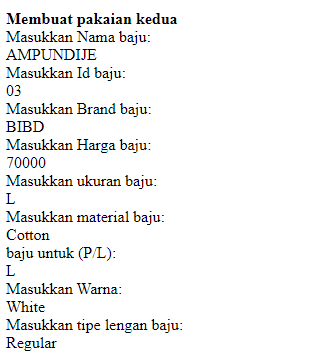 Membuat pakaian kedua
Masukkan Nama baju:
AMPUNDIJE
Masukkan Id baju:
03
Masukkan Brand baju:
BIBD
Masukkan Harga baju:
70000
Masukkan ukuran baju:
L
Masukkan material baju:
Cotton
baju untuk (P/L):
L
Masukkan Warna:
White
Masukkan tipe lengan baju:
Regular